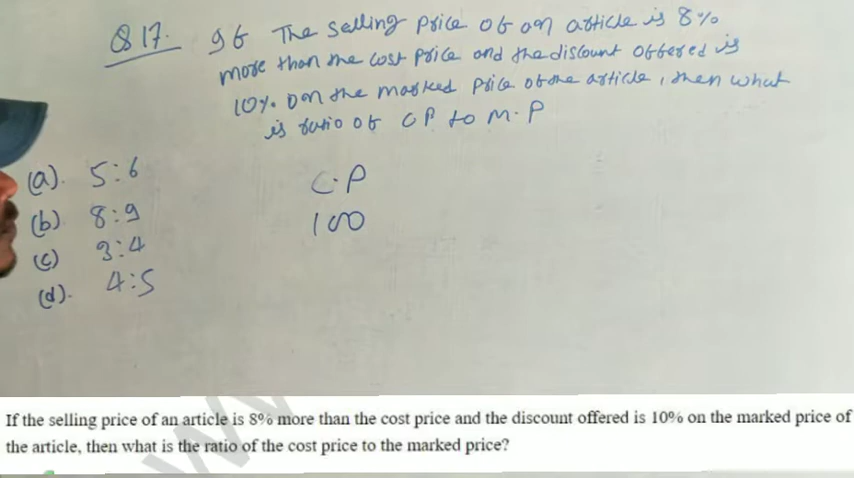 Q 17. If The selling price of an article is 8%
more than the cost price and the discount offered is
10% on the marked price of the article, then what
is ratio of C P to M.P
(a). 5:6
(b) 8:9
(c) 3:4
(d). 4:5
C.P
100
If the selling price of an article is 8% more than the cost price and the discount offered is 10% on the marked price of
the article, then what is the ratio of the cost price to the marked price?